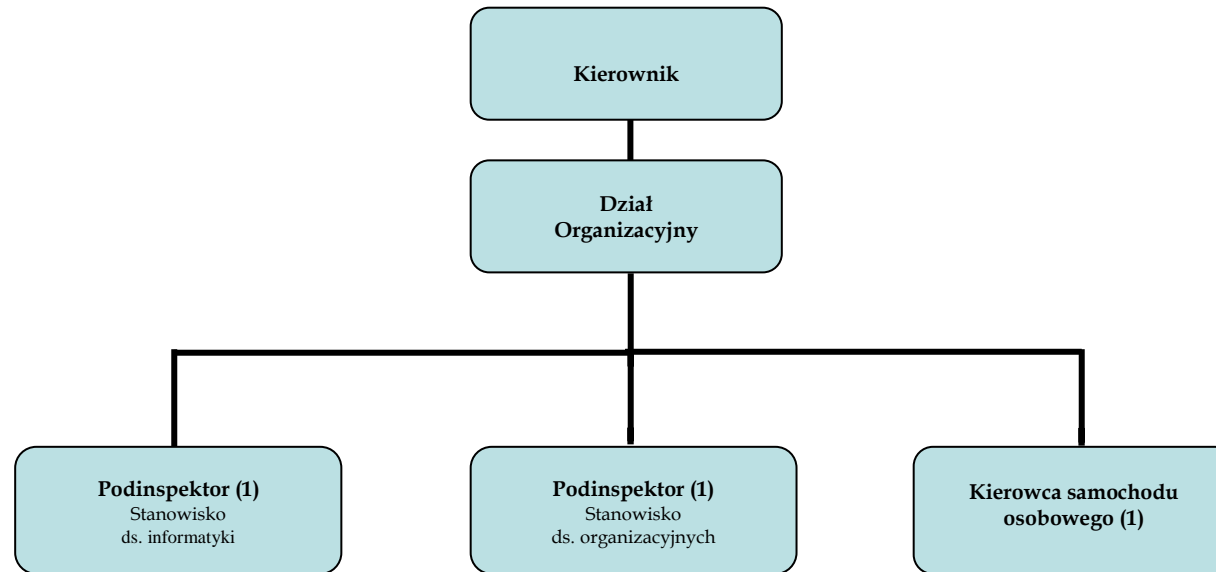 Kierownik
Dział
Organizacyjny
Podinspektor (1)
Stanowisko
ds. informatyki
Podinspektor (1)
Stanowisko
ds. organizacyjnych
Kierowca samochodu
osobowego (1)